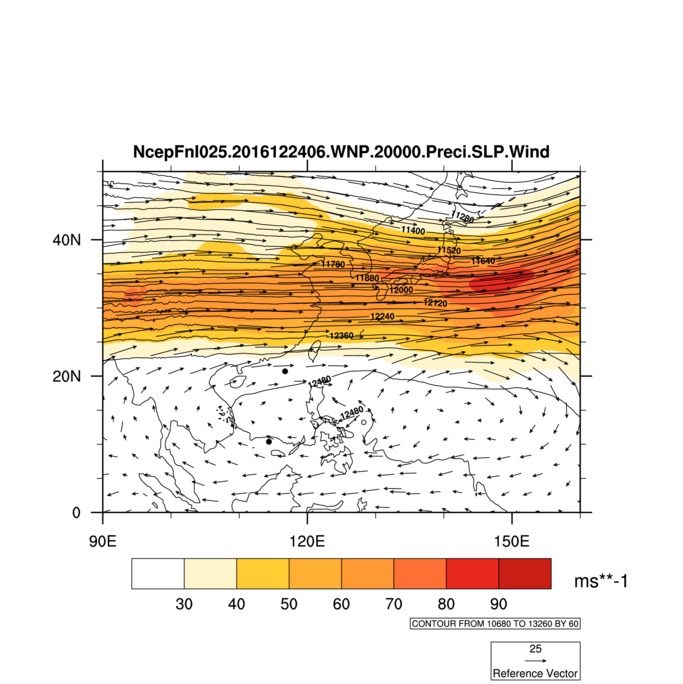 NcepFnl025.2016122406.WNP.20000.Preci.SLP.Wind
11280
11400
40N
11520
11640
11760
11880
12000
12120
12240
12360
20N
12480
12480
0
90E 120E 150E
ms**-1
30 40 50 60 70 80 90
CONTOUR FROM 10680 TO 13260 BY 60
25
Reference Vector